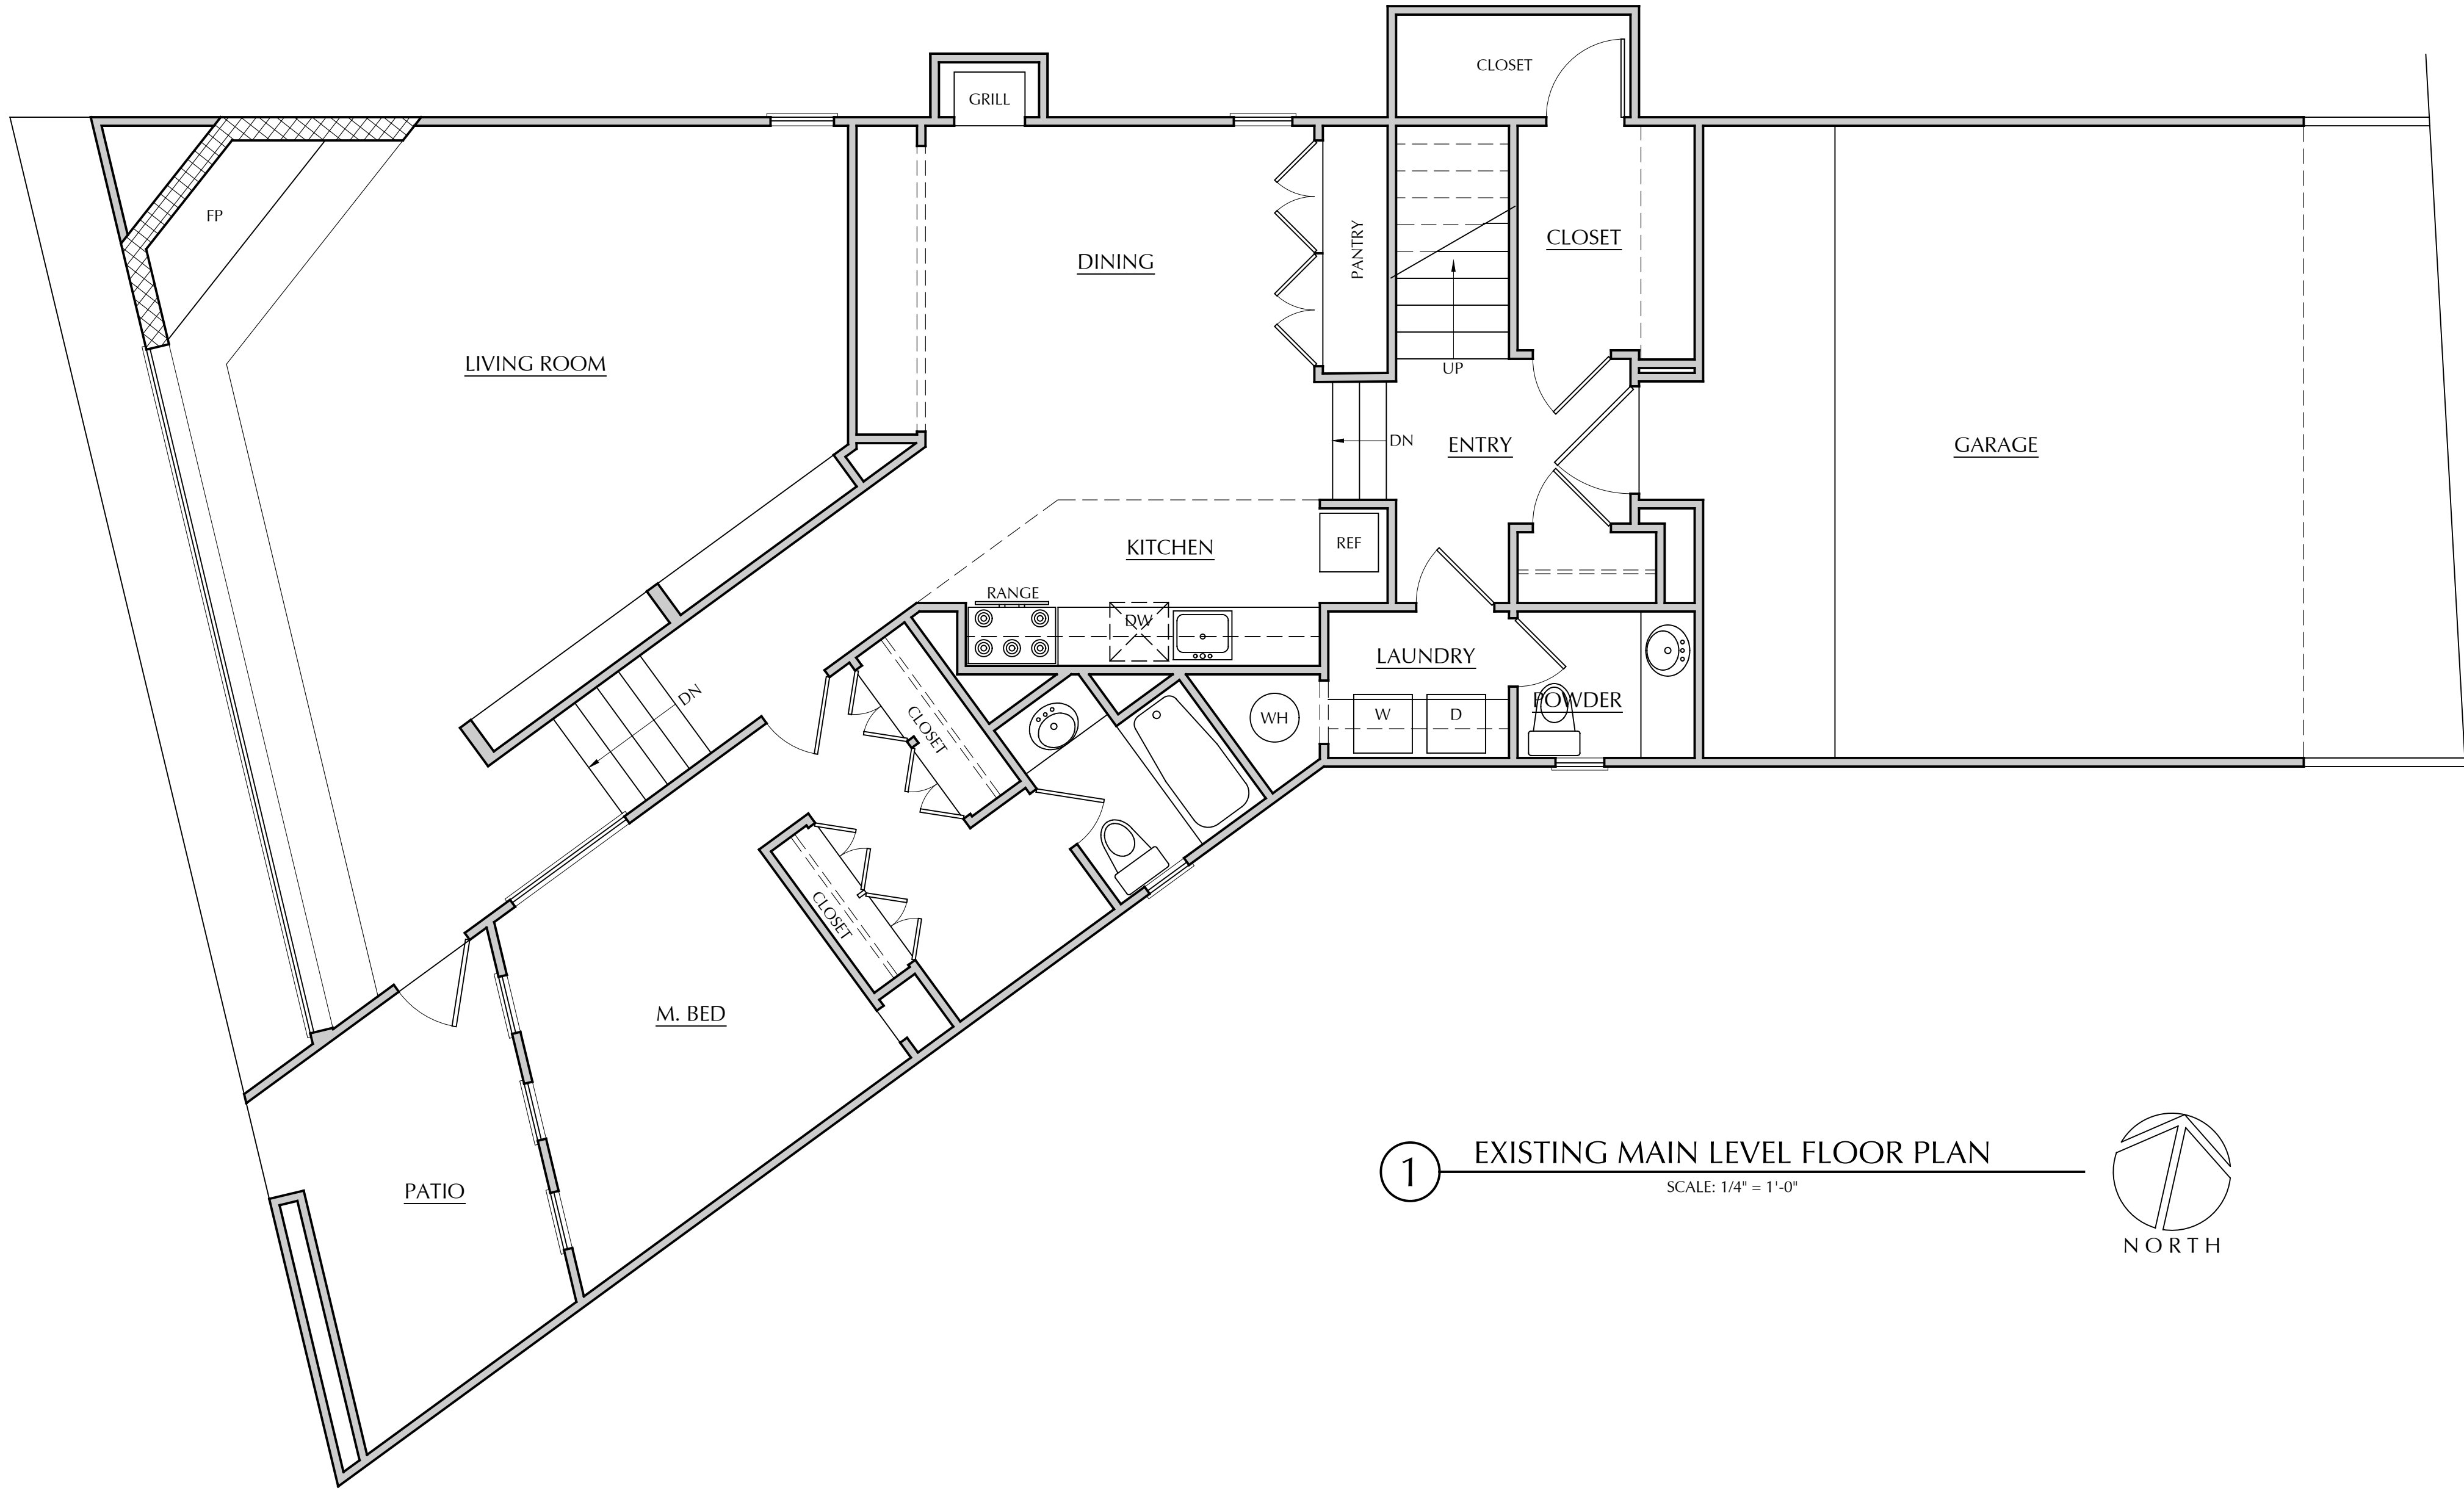 CLOSET
GRILL
FP
PANTRY
CLOSET
DINING
LIVING ROOM
UP
DN
ENTRY
GARAGE
KITCHEN
REF
RANGE
DW
LAUNDRY
DN
CLOSET
WH
W
D
POWDER
CLOSET
M. BED
PATIO
1
EXISTING MAIN LEVEL FLOOR PLAN
SCALE: 1/4" = 1'-0"
NORTH